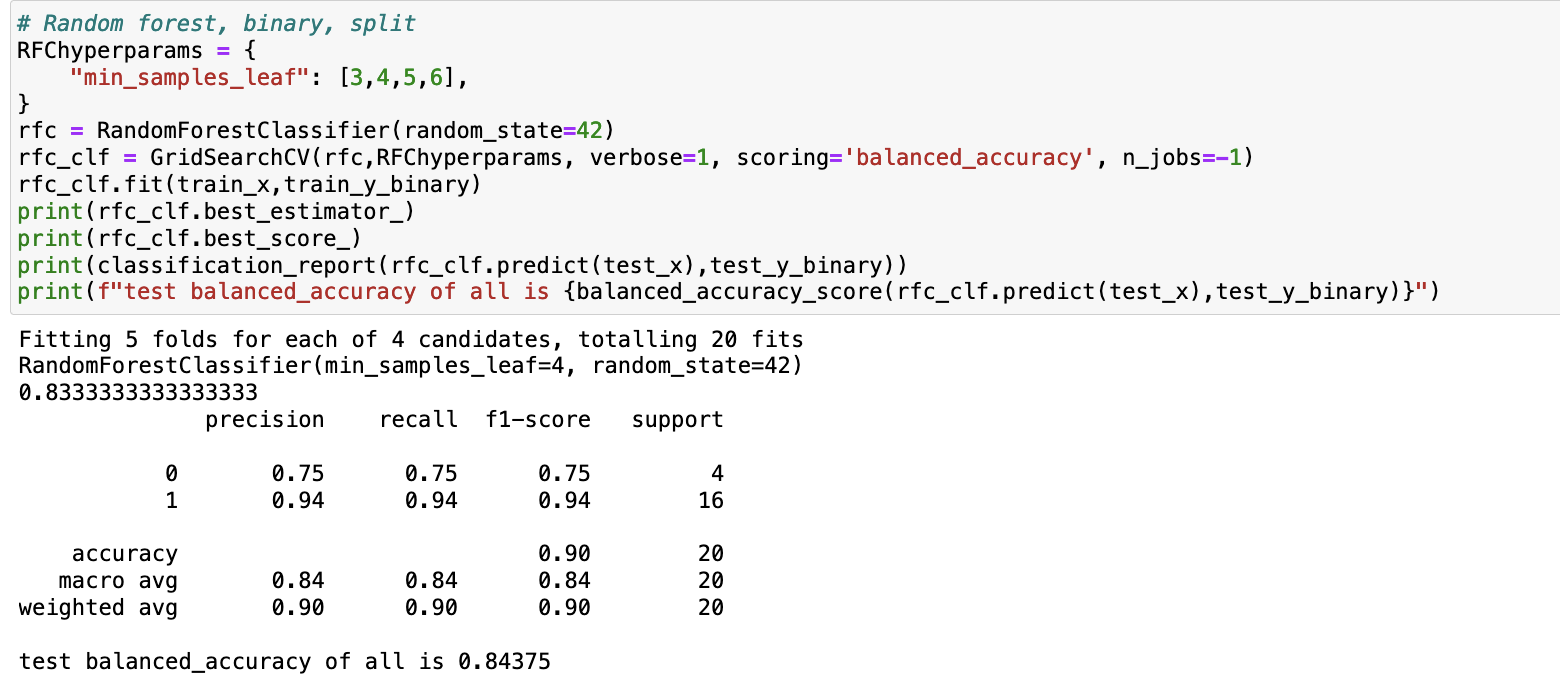 # Random forest, binary, split
RFChyperparams = {
    "min_samples_leaf": [3,4,5,6],
}
rfc = RandomForestClassifier(random_state=42)
rfc_clf = GridSearchCV(rfc,RFChyperparams, verbose=1, scoring='balanced_accuracy', n_jobs=-1)
rfc_clf.fit(train_x,train_y_binary)
print(rfc_clf.best_estimator_)
print(rfc_clf.best_score_)
print(classification_report(rfc_clf.predict(test_x),test_y_binary))
print(f"test balanced_accuracy of all is {balanced_accuracy_score(rfc_clf.predict(test_x),test_y_binary)}")
Fitting 5 folds for each of 4 candidates, totalling 20 fits
RandomForestClassifier(min_samples_leaf=4, random_state=42)
0.8333333333333333
              precision    recall  f1-score   support
           0       0.75      0.75      0.75         4
           1       0.94      0.94      0.94        16
    accuracy                           0.90        20
   macro avg       0.84      0.84      0.84        20
weighted avg       0.90      0.90      0.90        20
test balanced_accuracy of all is 0.84375